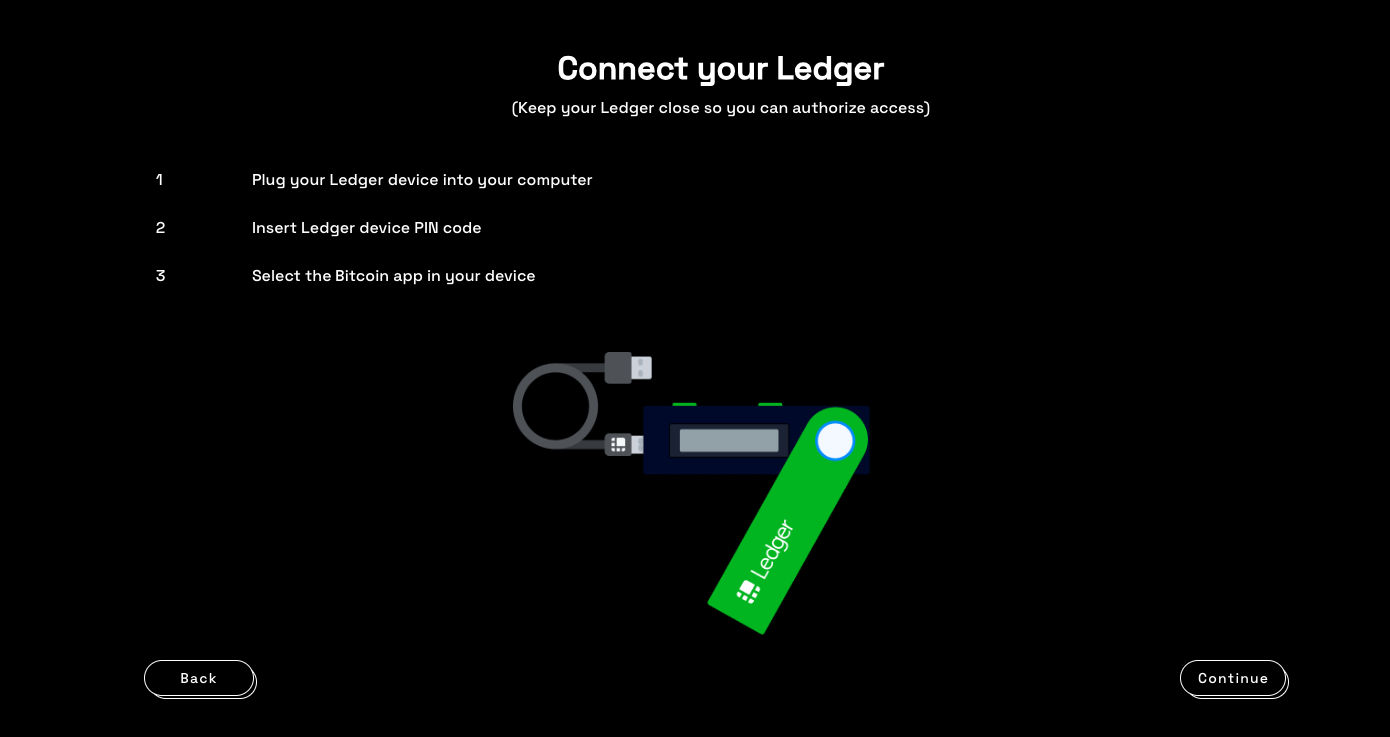 Connect your Ledger
(Keep your Ledger close so you can authorize access)
1 Plug your Ledger device into your computer
2 Insert Ledger device PIN code
3 Select the Bitcoin app in your device
Ledger
Back
Continue